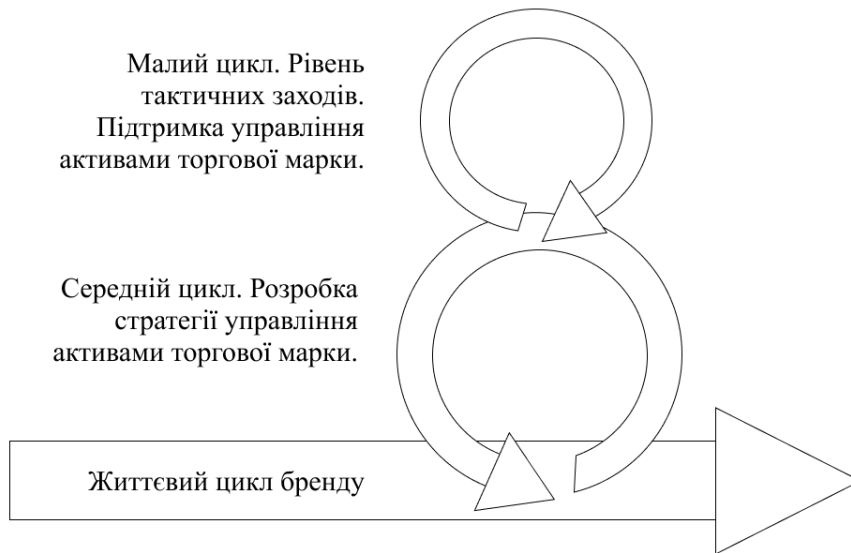 Малий цикл. Рівень
тактичних заходів.
Підтримка управління
активами торгової марки.
Середній цикл. Розробка
стратегії управління
активами торгової марки.
Життєвий цикл бренду